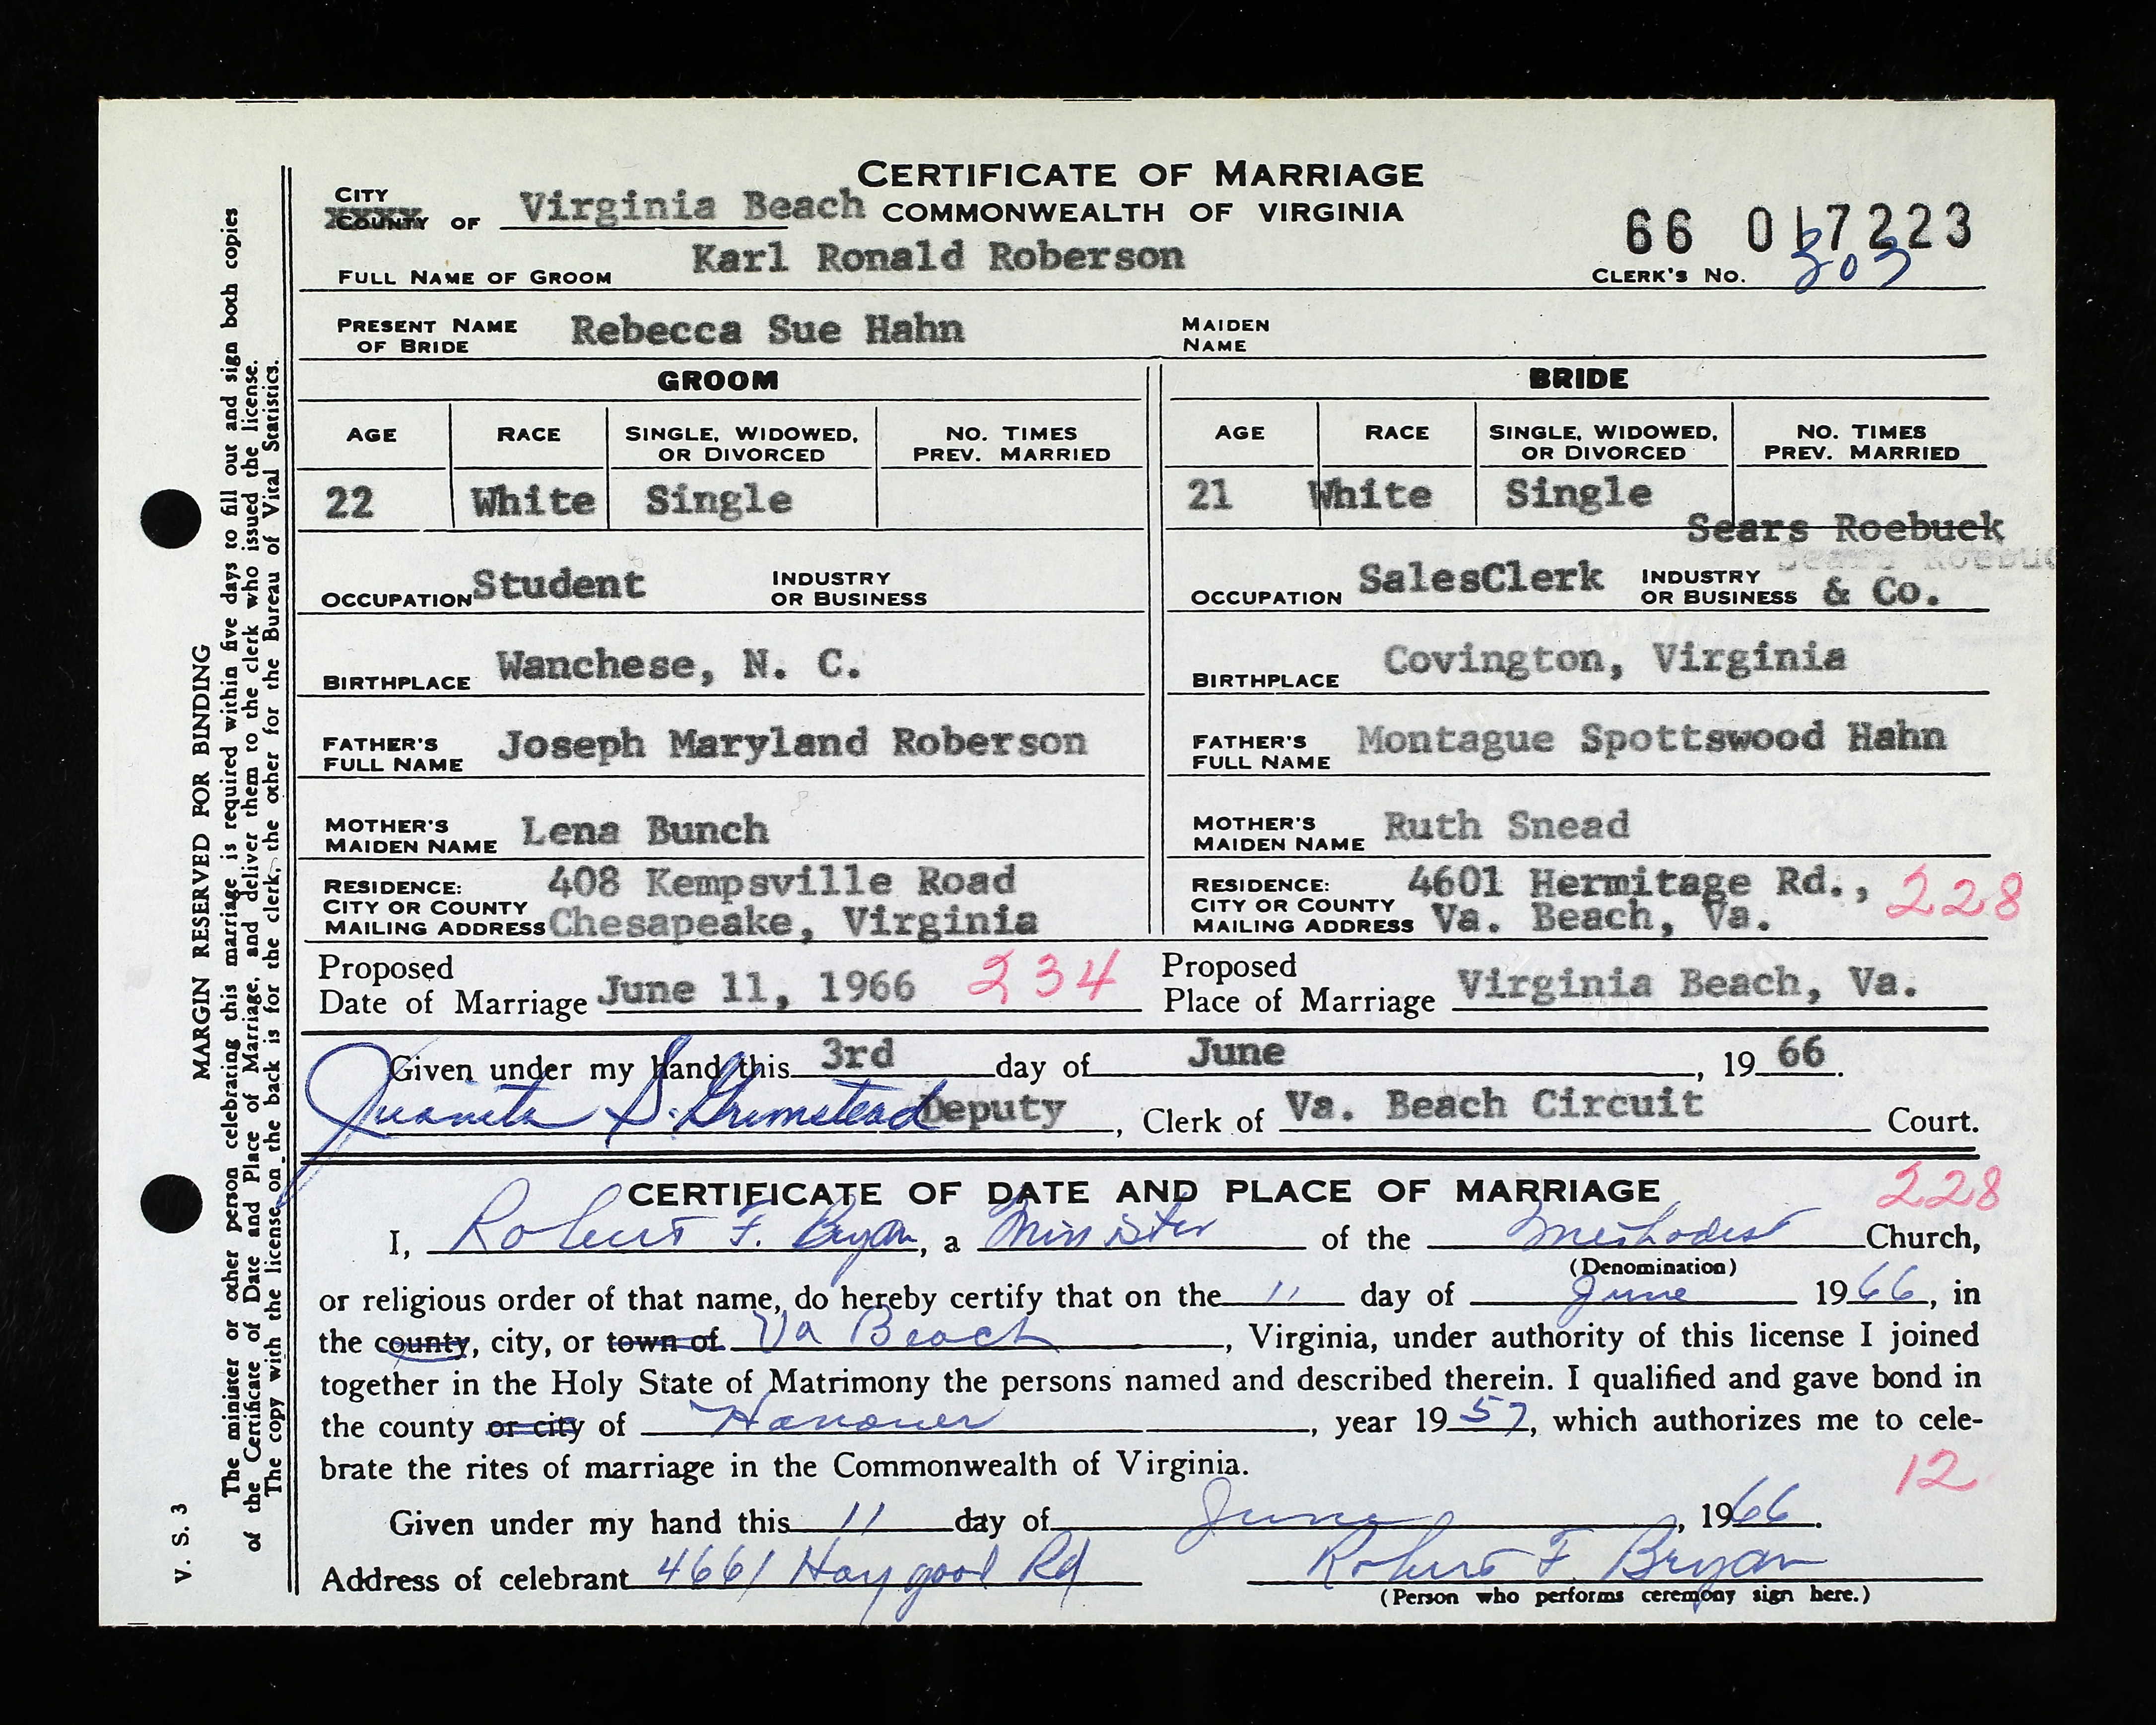 CERTIFICATE OF MARRIAGE
COMMONWEALTH OF VIRGINIA
CITY
COUNTY OF Virginia Beach
66 017223
FULL NAME OF GROOM Karl Ronald Roberson
CLERK'S No. 303
PRESENT NAME OF BRIDE Rebecca Sue Hahn MAIDEN NAME
GROOM
AGE RACE SINGLE, WIDOWED, OR DIVORCED NO. TIMES PREV. MARRIED
22 White Single
OCCUPATION Student INDUSTRY OR BUSINESS
BIRTHPLACE Wanchese, N. C.
FATHER'S FULL NAME Joseph Maryland Roberson
MOTHER'S MAIDEN NAME Lena Bunch
RESIDENCE: 408 Kempsville Road
CITY OR COUNTY
MAILING ADDRESS Chesapeake, Virginia
BRIDE
AGE RACE SINGLE, WIDOWED, OR DIVORCED NO. TIMES PREV. MARRIED
21 White Single
OCCUPATION SalesClerk INDUSTRY OR BUSINESS Sears Roebuck & Co.
BIRTHPLACE Covington, Virginia
FATHER'S FULL NAME Montague Spottswood Hahn
MOTHER'S MAIDEN NAME Ruth Snead
RESIDENCE: 4601 Hermitage Rd.,
CITY OR COUNTY 228
MAILING ADDRESS Va. Beach, Va.
Proposed Date of Marriage June 11, 1966 234 Proposed Place of Marriage Virginia Beach, Va.
Given under my hand this 3rd day of June, 1966.
Juanita S. Grimstead Deputy, Clerk of Va. Beach Circuit Court.
CERTIFICATE OF DATE AND PLACE OF MARRIAGE 228
I, Robert F. Bryan, a Minister of the Methodist Church,
(Denomination)
or religious order of that name, do hereby certify that on the 11 day of June 1966, in
the county, city, or town of Va Beach, Virginia, under authority of this license I joined
together in the Holy State of Matrimony the persons named and described therein. I qualified and gave bond in
the county or city of Hanover, year 1957, which authorizes me to cele-
brate the rites of marriage in the Commonwealth of Virginia.
12
Given under my hand this 11 day of June, 1966.
Address of celebrant 4661 Haygood Rd Robert F. Bryan
(Person who performs ceremony sign here.)
V. S. 3
MARGIN RESERVED FOR BINDING
The minister or other person celebrating this marriage is required within five days to fill out and sign both copies
of the Certificate of Date and Place of Marriage, and deliver them to the clerk who issued the license.
The copy with the license on the back is for the clerk, the other for the Bureau of Vital Statistics.